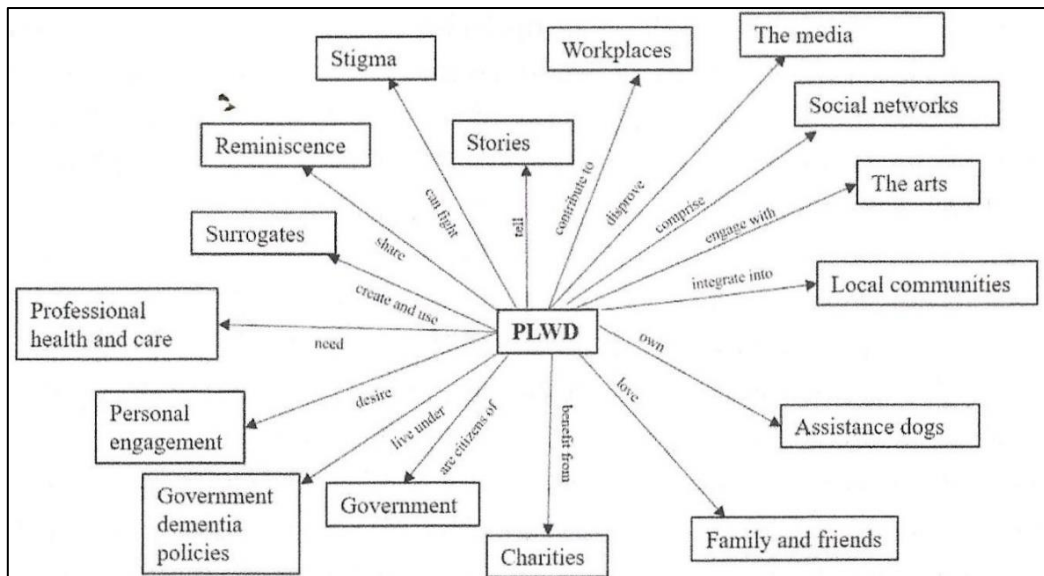 The media
Workplaces
Stigma
Social networks
Reminiscence
Stories
The arts
can fight
tell
contribute to
disprove
comprise
engage with
Surrogates
share
create and use
integrate into
Local communities
Professional
health and care
need
PLWD
own
desire
live under
are citizens of
benefit from
love
Personal
engagement
Assistance dogs
Government
dementia
policies
Government
Charities
Family and friends